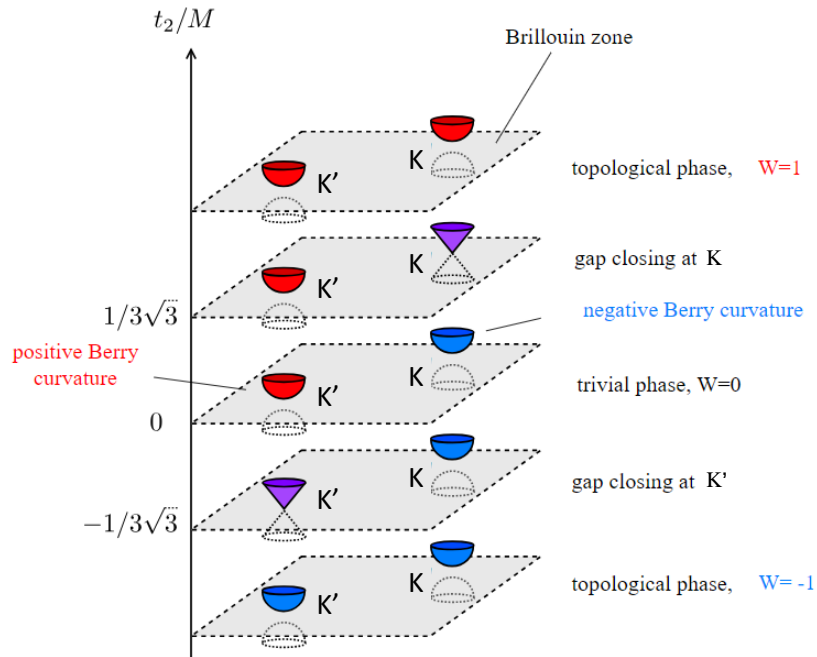 t₂/M
Brillouin zone
K
K’
topological phase, W=1
K
K’
gap closing at K
1/3√3
negative Berry curvature
positive Berry
curvature
K
K’
trivial phase, W=0
0
K
K’
gap closing at K’
−1/3√3
K
K’
topological phase, W= -1